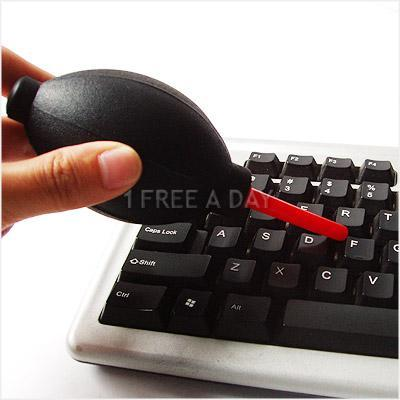 F1 F2 F3 F4
# 3 $ 4 % 5
E R T
Caps Lock A S D F G
Shift Z X C V
Ctrl Alt
1 FREE A DAY